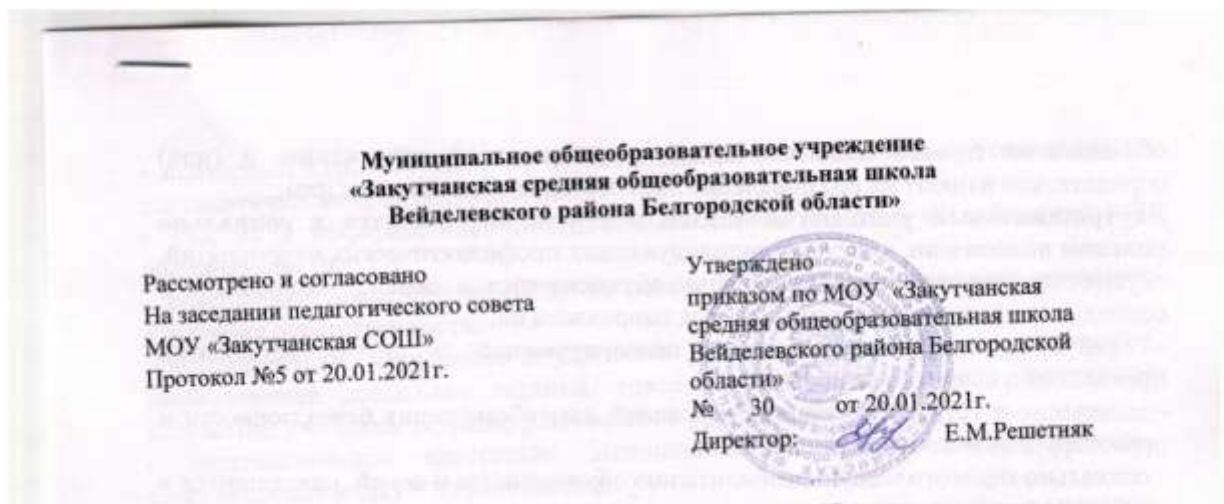 Муниципальное общеобразовательное учреждение
«Закутчанская средняя общеобразовательная школа
Вейделевского района Белгородской области»
Рассмотрено и согласовано
На заседании педагогического совета
МОУ «Закутчанская СОШ»
Протокол №5 от 20.01.2021г.
Утверждено
приказом по МОУ «Закутчанская
средняя общеобразовательная школа
Вейделевского района Белгородской
области»
№ 30 от 20.01.2021г.
Директор: Е.М.Решетняк